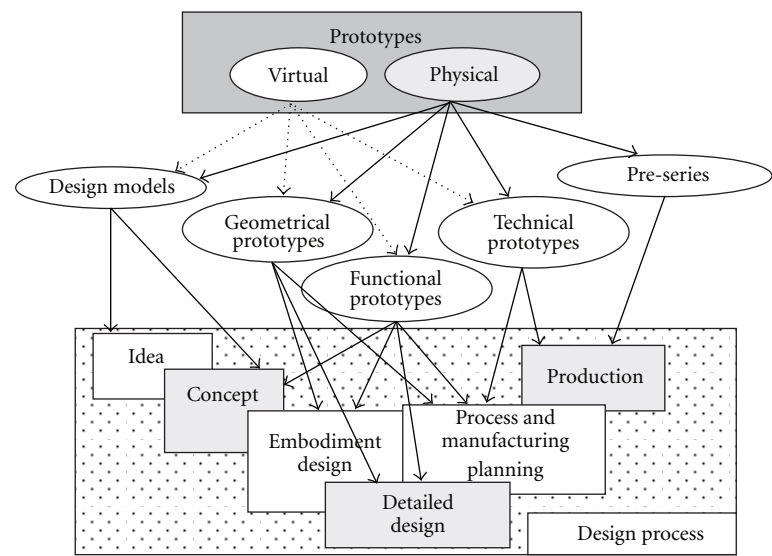 Prototypes
Virtual
Physical
Design models
Pre-series
Geometrical
prototypes
Technical
prototypes
Functional
prototypes
Idea
Concept
Production
Embodiment
design
Process and
manufacturing
planning
Detailed
design
Design process